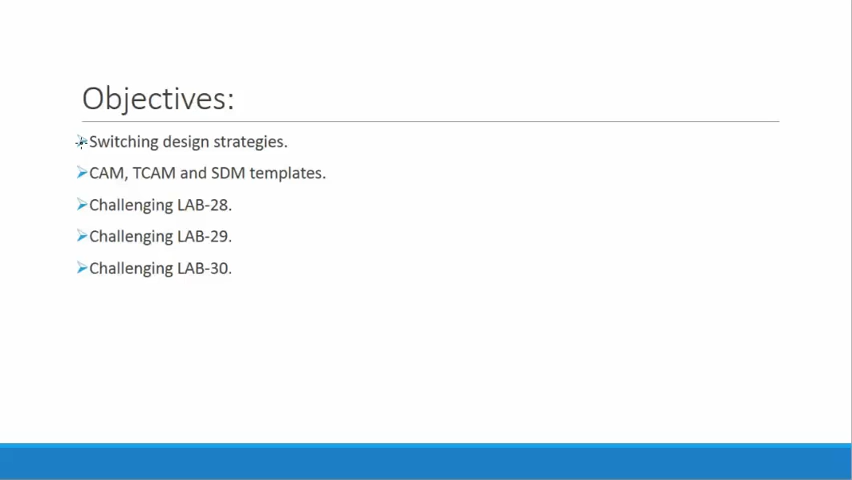 Objectives:
Switching design strategies.
CAM, TCAM and SDM templates.
Challenging LAB-28.
Challenging LAB-29.
Challenging LAB-30.